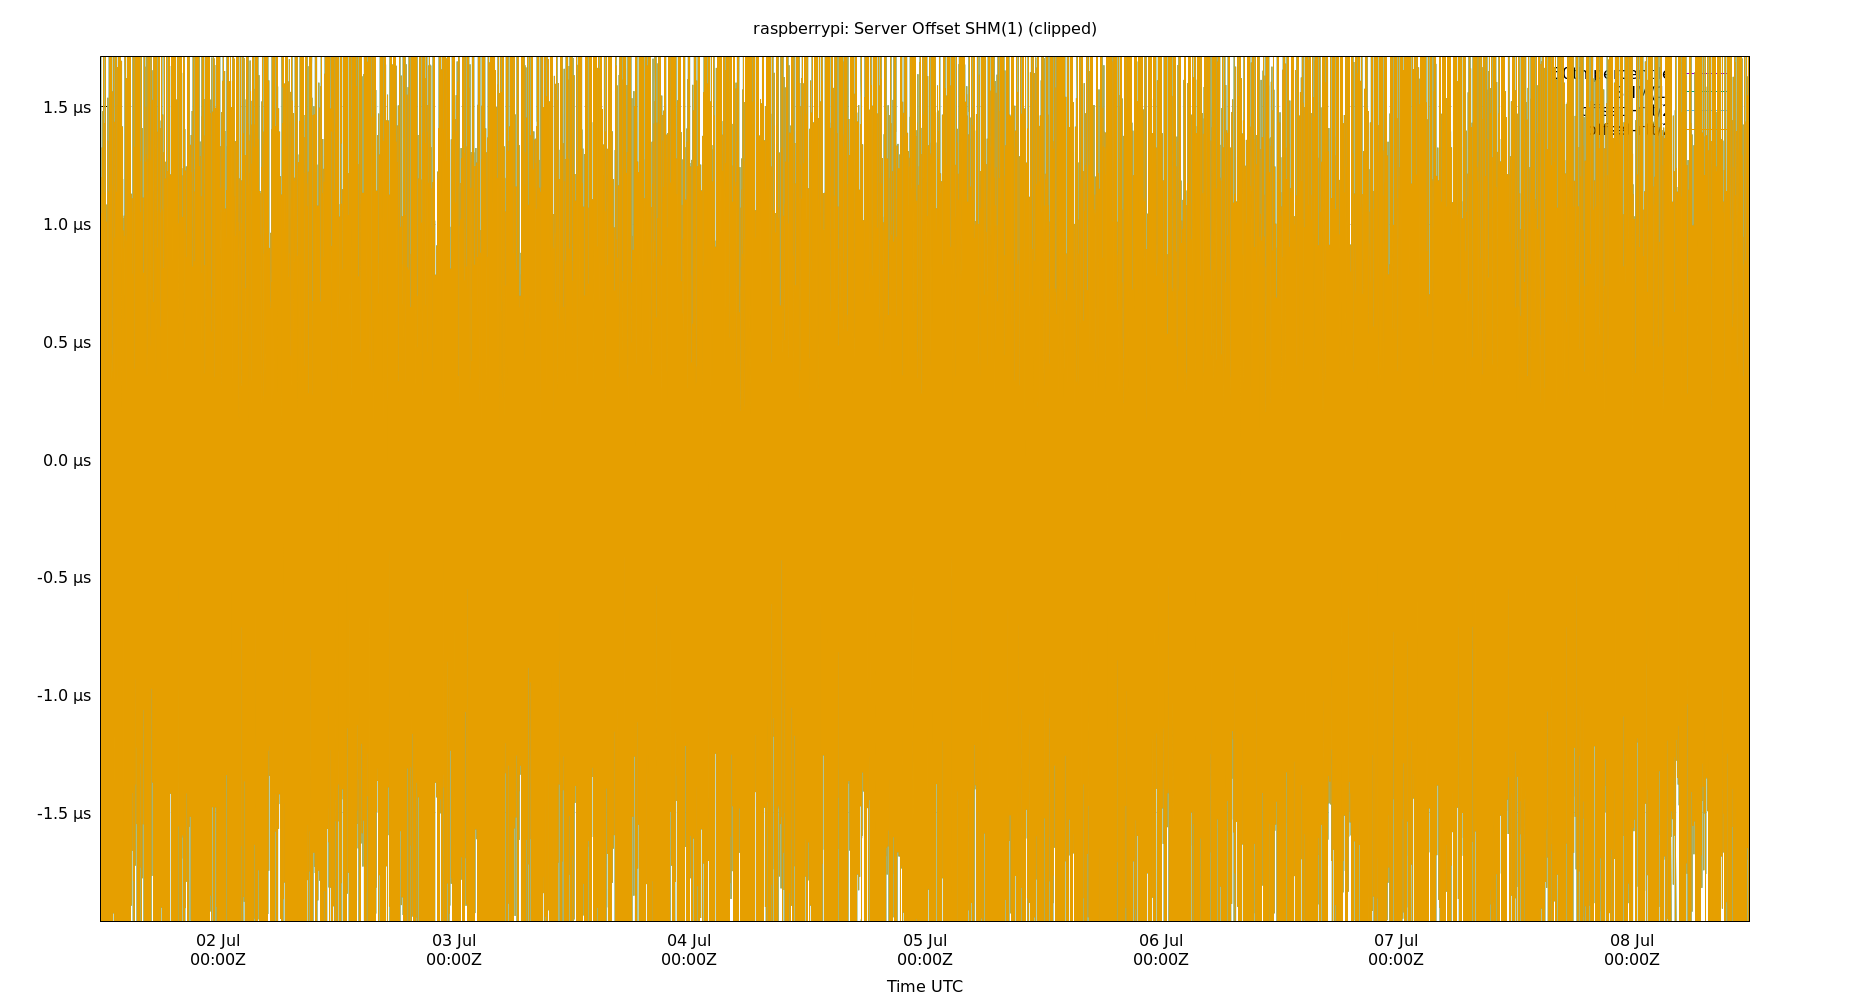 raspberrypi: Server Offset SHM(1) (clipped)
1.5 µs
1.0 µs
0.5 µs
0.0 µs
-0.5 µs
-1.0 µs
-1.5 µs
02 Jul 03 Jul 04 Jul 05 Jul 06 Jul 07 Jul 08 Jul
00:00Z 00:00Z 00:00Z 00:00Z 00:00Z 00:00Z 00:00Z
Time UTC